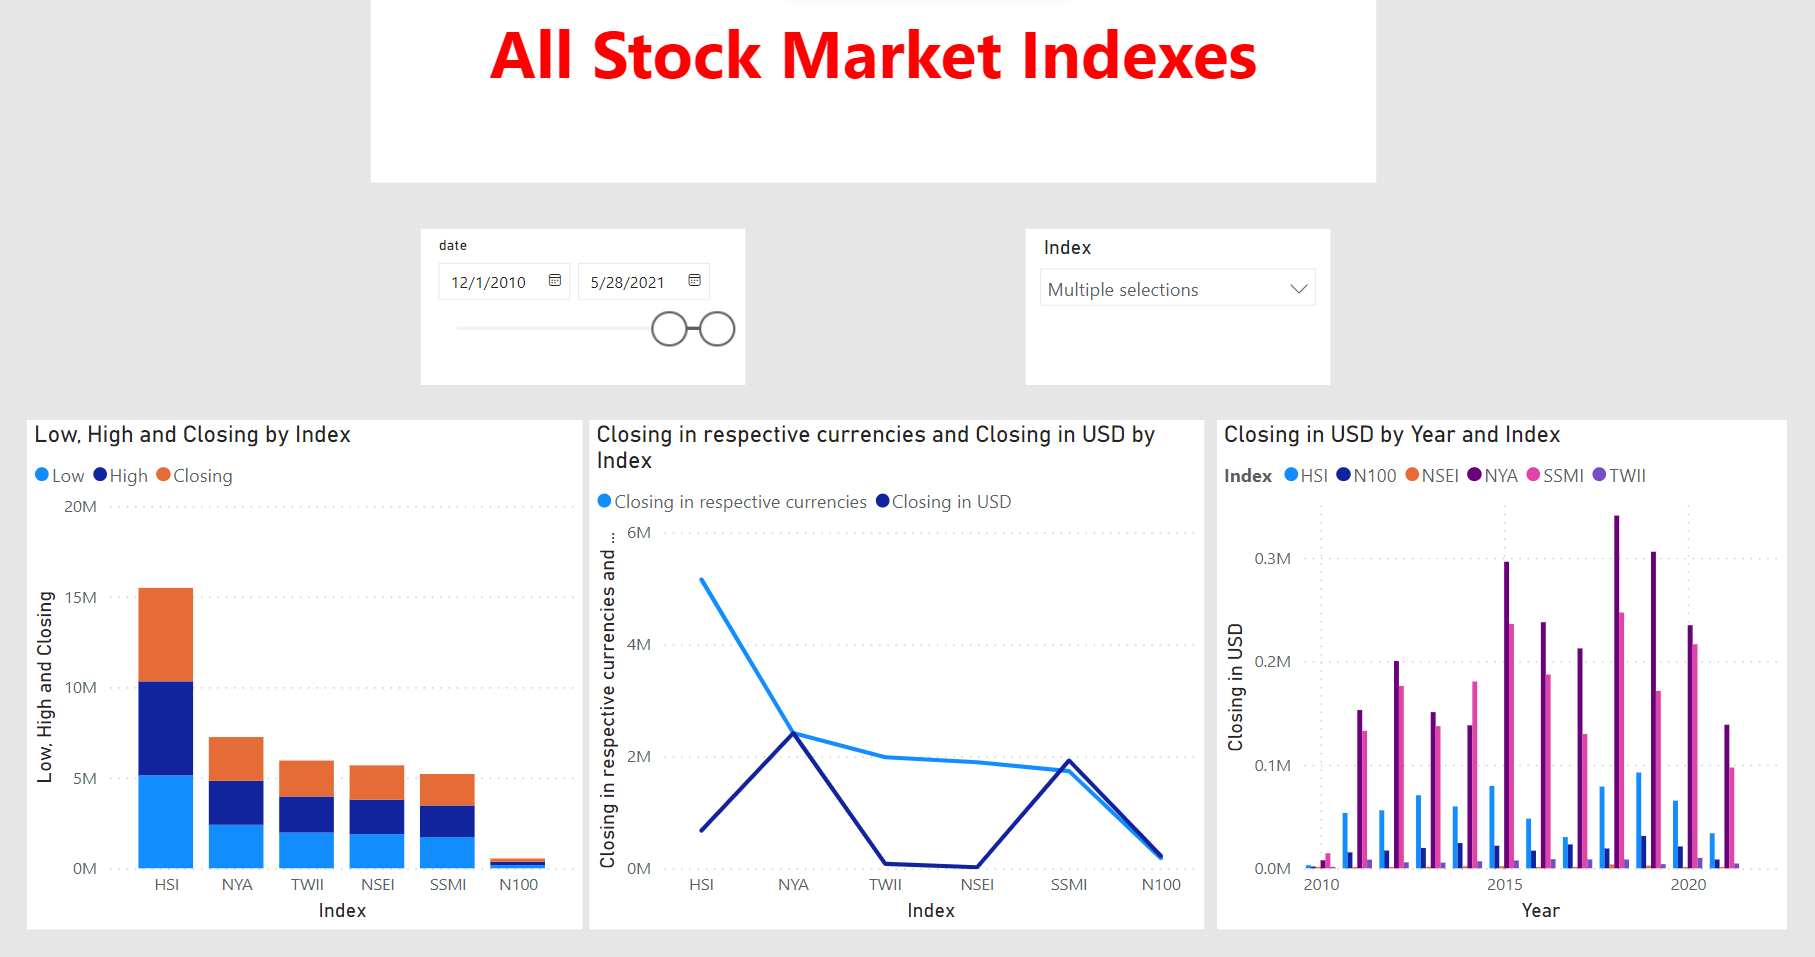 All Stock Market Indexes
date
12/1/2010
5/28/2021
Index
Multiple selections
Low, High and Closing by Index
Low High Closing
Low, High and Closing
20M
15M
10M
5M
0M
HSI NYA TWII NSEI SSMI N100
Index
Closing in respective currencies and Closing in USD by
Index
Closing in respective currencies Closing in USD
Closing in respective currencies and ...
6M
4M
2M
0M
HSI NYA TWII NSEI SSMI N100
Index
Closing in USD by Year and Index
Index HSI N100 NSEI NYA SSMI TWII
Closing in USD
0.3M
0.2M
0.1M
0.0M
2010 2015 2020
Year